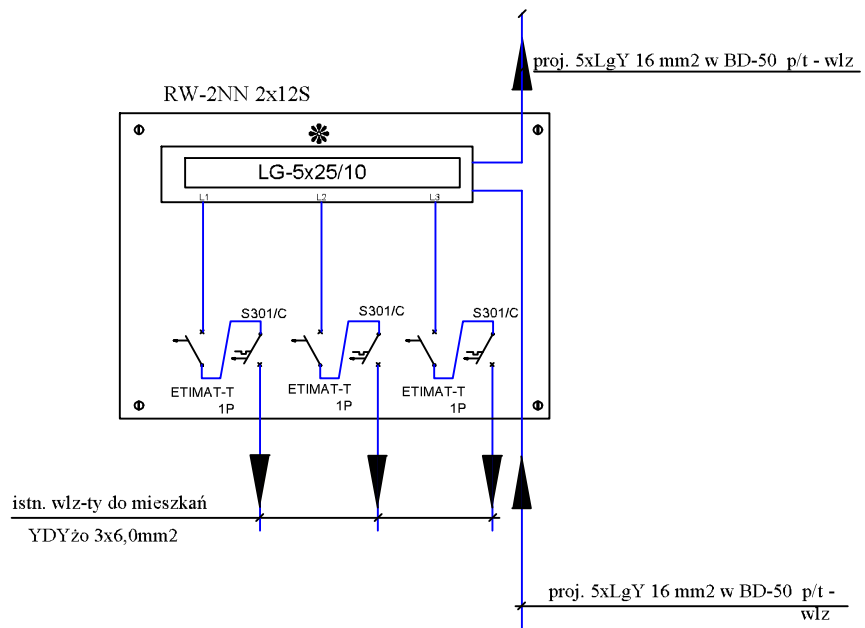 proj. 5xLgY 16 mm2 w BD-50 p/t - wlz
RW-2NN 2x12S
LG-5x25/10
L1
L2
L3
S301/C
S301/C
S301/C
ETIMAT-T
1P
ETIMAT-T
1P
ETIMAT-T
1P
istn. wlz-ty do mieszkań
YDYżo 3x6,0mm2
proj. 5xLgY 16 mm2 w BD-50 p/t -
wlz